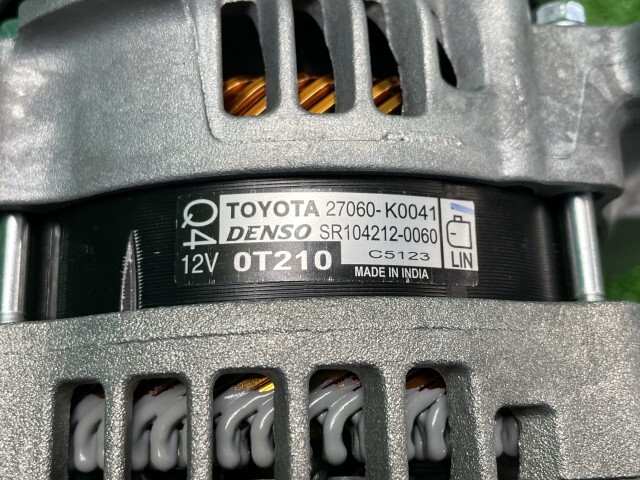 Q4
TOYOTA 27060-K0041
DENSO SR104212-0060
12V 0T210 C5123
MADE IN INDIA
LIN